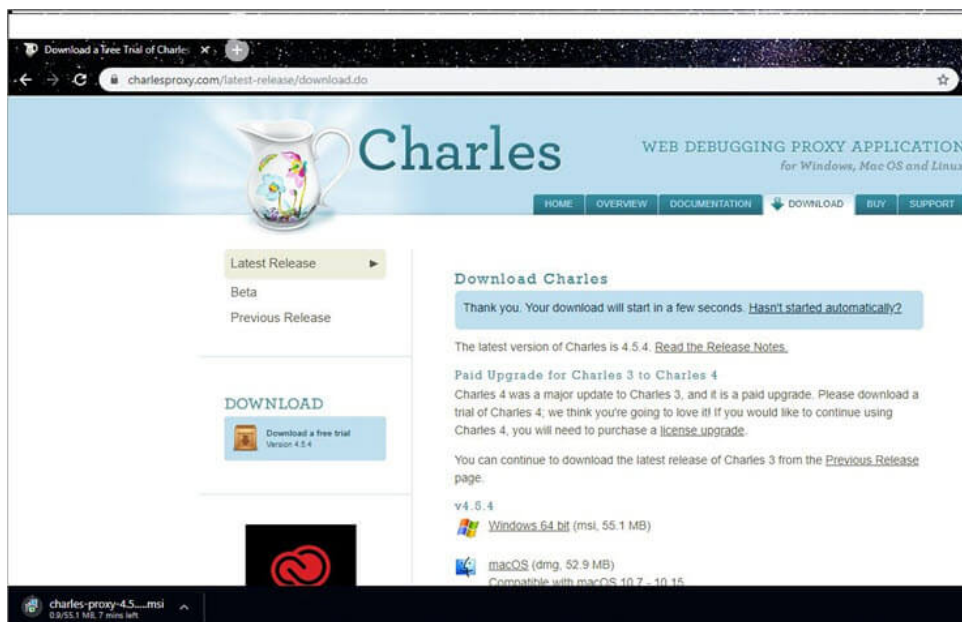 Download a Free Trial of Charles
charlesproxy.com/latest-release/download.do
Charles
WEB DEBUGGING PROXY APPLICATION
for Windows, Mac OS and Linux
HOME OVERVIEW DOCUMENTATION DOWNLOAD BUY SUPPORT
Latest Release
Beta
Previous Release
DOWNLOAD
Download a free trial
Version 4.5.4
Download Charles
Thank you. Your download will start in a few seconds. Hasn't started automatically?
The latest version of Charles is 4.5.4. Read the Release Notes.
Paid Upgrade for Charles 3 to Charles 4
Charles 4 was a major update to Charles 3, and it is a paid upgrade. Please download a
trial of Charles 4; we think you're going to love it! If you would like to continue using
Charles 4, you will need to purchase a license upgrade.
You can continue to download the latest release of Charles 3 from the Previous Release
page.
v4.5.4
Windows 64 bit (msi, 55.1 MB)
macOS (dmg, 52.9 MB)
Compatible with macOS 10.7 - 10.15
charles-proxy-4.5....msi
0.9/55.1 MB, 7 mins left